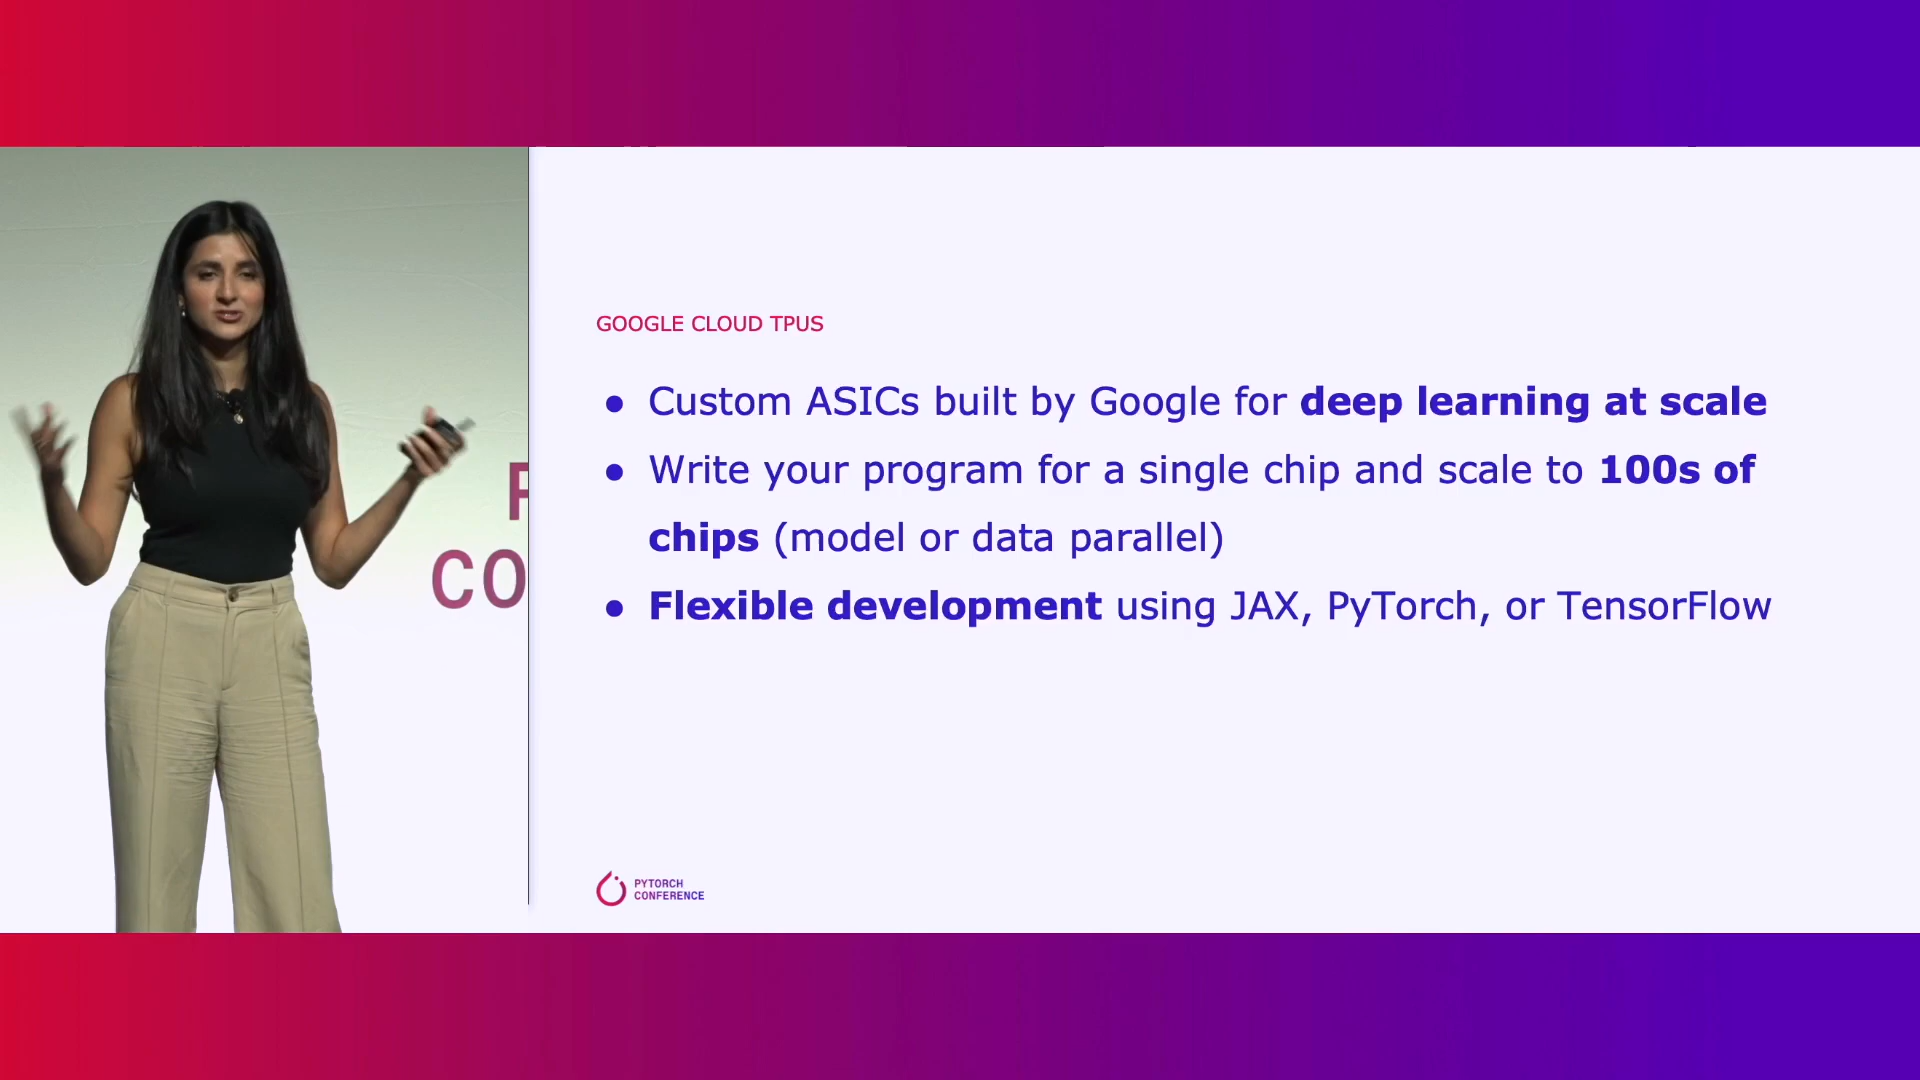 GOOGLE CLOUD TPUS
● Custom ASICs built by Google for deep learning at scale
● Write your program for a single chip and scale to 100s of
chips (model or data parallel)
● Flexible development using JAX, PyTorch, or TensorFlow
PYTORCH
CONFERENCE